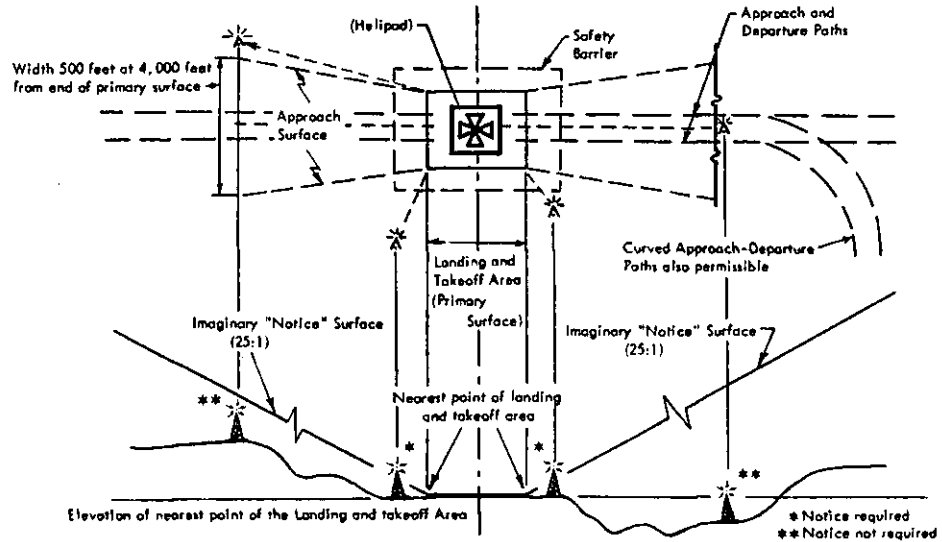 (Helipad)
Safety
Barrier
Approach and
Departure Paths
Width 500 feet at 4,000 feet
from end of primary surface
Approach
Surface
Curved Approach-Departure
Paths also permissible
Landing and
Takeoff Area
(Primary
Surface)
Imaginary "Notice" Surface
(25:1)
Imaginary "Notice" Surface
(25:1)
Nearest point of landing
and takeoff area
**
*
*
**
Elevation of nearest point of the Landing and takeoff Area
* Notice required
** Notice not required